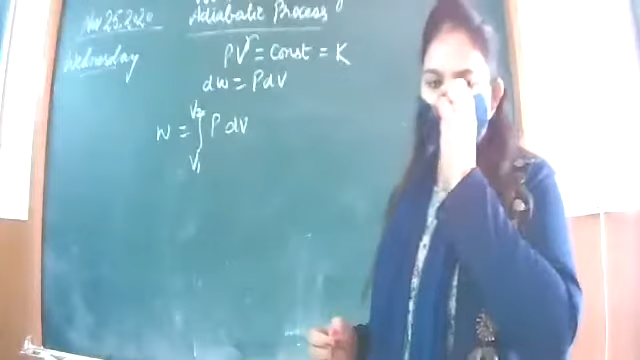 Nov 25.2020
Adiabatic Process
Wednesday
PV^γ = Const = K
dw = PdV
W = ∫_{V₁}^{V₂} P dV